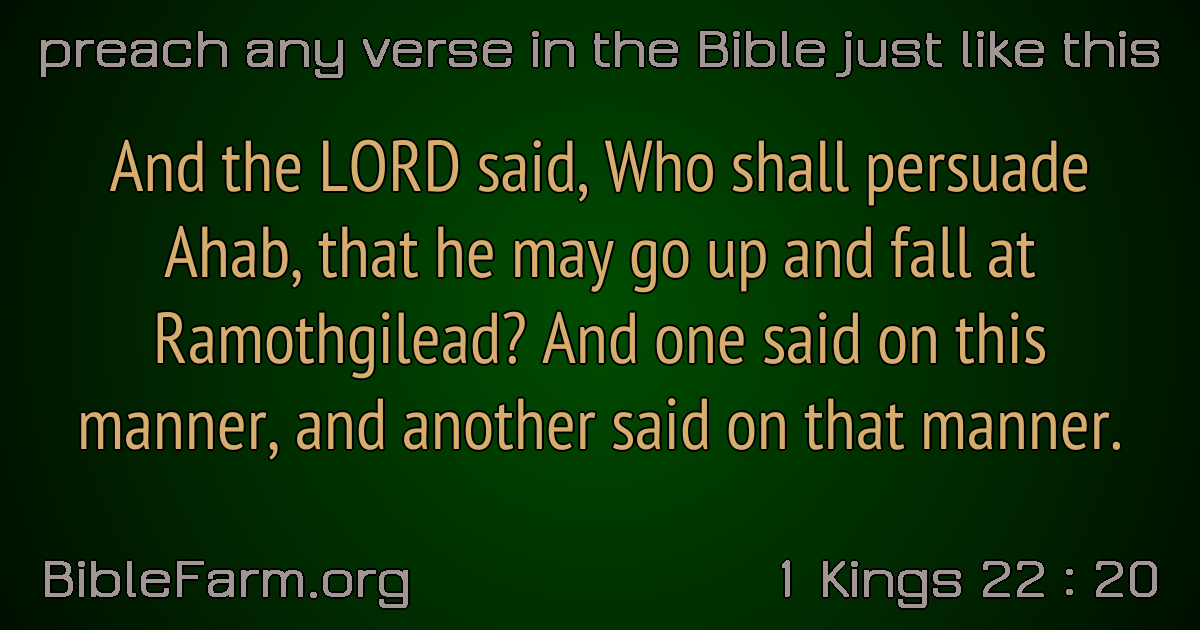 preach any verse in the Bible just like this
And the LORD said, Who shall persuade
Ahab, that he may go up and fall at
Ramothgilead? And one said on this
manner, and another said on that manner.
BibleFarm.org
1 Kings 22 : 20